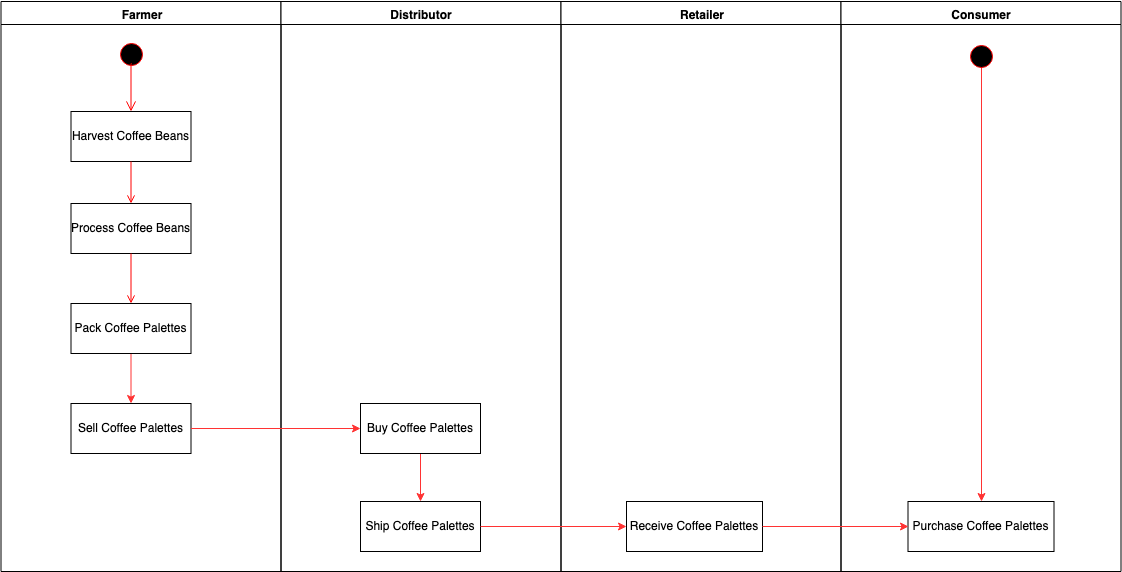 Farmer
Distributor
Retailer
Consumer
Harvest Coffee Beans
Process Coffee Beans
Pack Coffee Palettes
Sell Coffee Palettes
Buy Coffee Palettes
Ship Coffee Palettes
Receive Coffee Palettes
Purchase Coffee Palettes